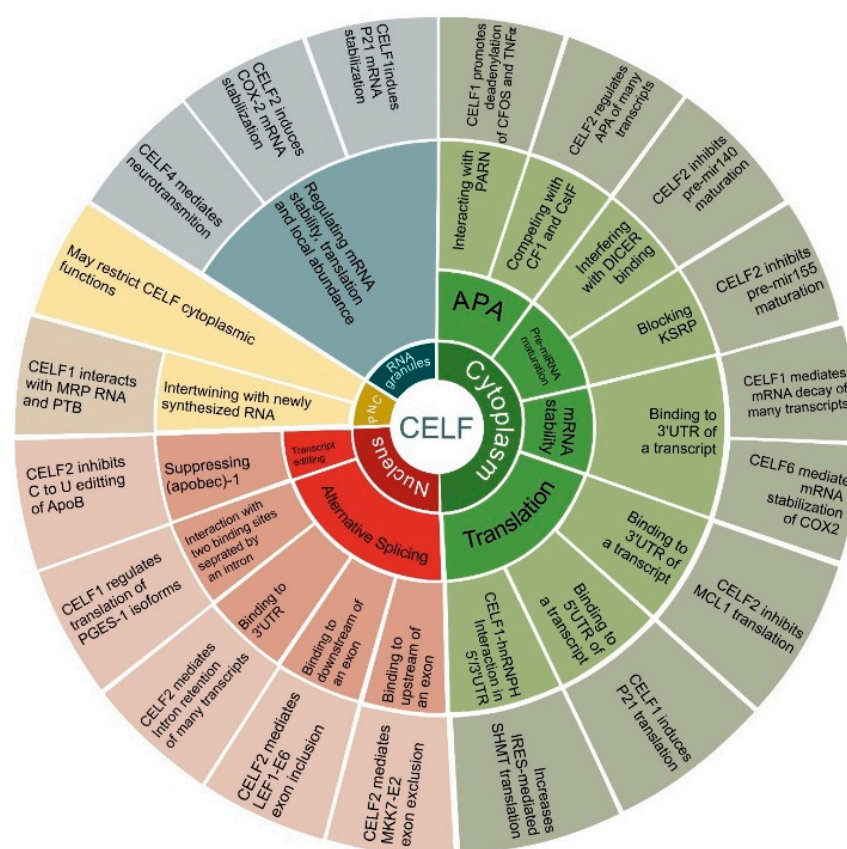 CELF
Cytoplasm
Nucleus
PNC
RNA
granules
APA
Pre-miRNA
maturation
mRNA
stability
Translation
Alternative Splicing
Transcript
editting
Interacting with
PARN
Competing with
CF1 and CstF
Interfering
with DICER
binding
Blocking
KSRP
Binding to
3'UTR of
a transcript
Binding to
3'UTR of
a transcript
Binding to
5'UTR of
a transcript
CELF1-hnRNPH
Interaction in
5'/3'UTR
Binding to
upstream of
an exon
Binding to
downstream of
an exon
Binding to
3'UTR
Interaction with
two binding sites
seprated by
an intron
Suppressing
(apobec)-1
Intertwining with newly
synthesized RNA
May restrict CELF cytoplasmic
functions
Regulating mRNA
stability, translation
and local abundance
CELF1 promotes
deadenylation
of CFOS and TNFα
CELF2 regulates
APA of many
transcripts
CELF2 inhibits
pre-mir140
maturation
CELF2 inhibits
pre-mir155
maturation
CELF1 mediates
mRNA decay of
many transcripts
CELF6 mediate
mRNA
stabilization
of COX2
CELF2 inhibits
MCL1 translation
CELF1 induces
P21 translation
Increases
IRES-mediated
SHMT translation
CELF2 mediates
MKK7-E2
exon exclusion
CELF2 mediates
LEF1-E6
exon inclusion
CELF2 mediates
Intron retention
of many transcripts
CELF1 regulates
translation of
PGES-1 isoforms
CELF2 inhibits
C to U editting
of ApoB
CELF1 interacts
with MRP RNA
and PTB
CELF4 mediates
neurotransmition
CELF2 induces
COX-2 mRNA
stabilization
CELF1indues
P21 mRNA
stabilization